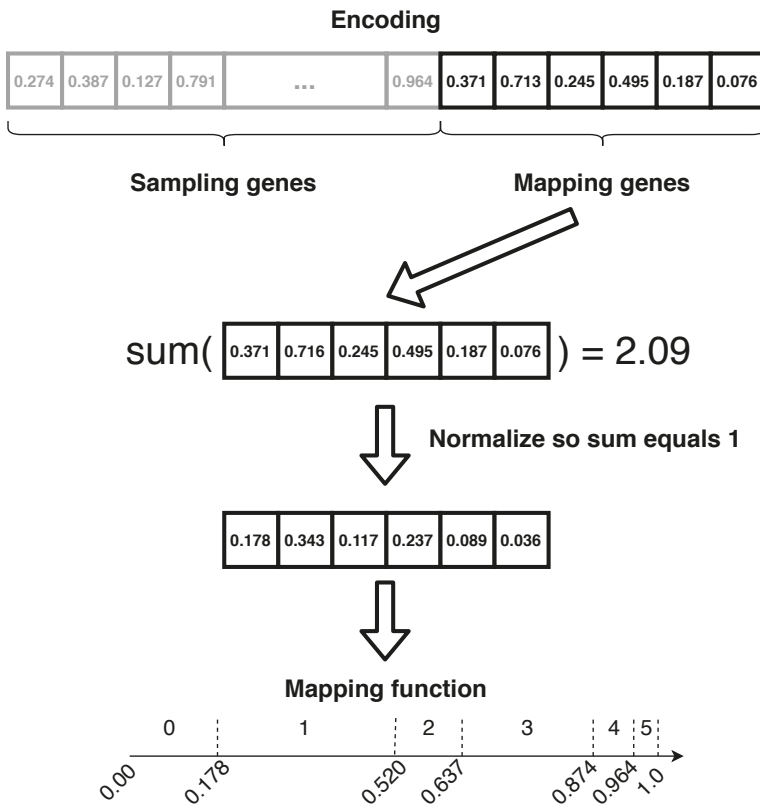 Encoding
0.274 0.387 0.127 0.791 ... 0.964 0.371 0.713 0.245 0.495 0.187 0.076
Sampling genes Mapping genes
sum( 0.371 0.716 0.245 0.495 0.187 0.076 ) = 2.09
Normalize so sum equals 1
0.178 0.343 0.117 0.237 0.089 0.036
Mapping function
0 1 2 3 4 5
0.00 0.178 0.520 0.637 0.874 0.964 1.0